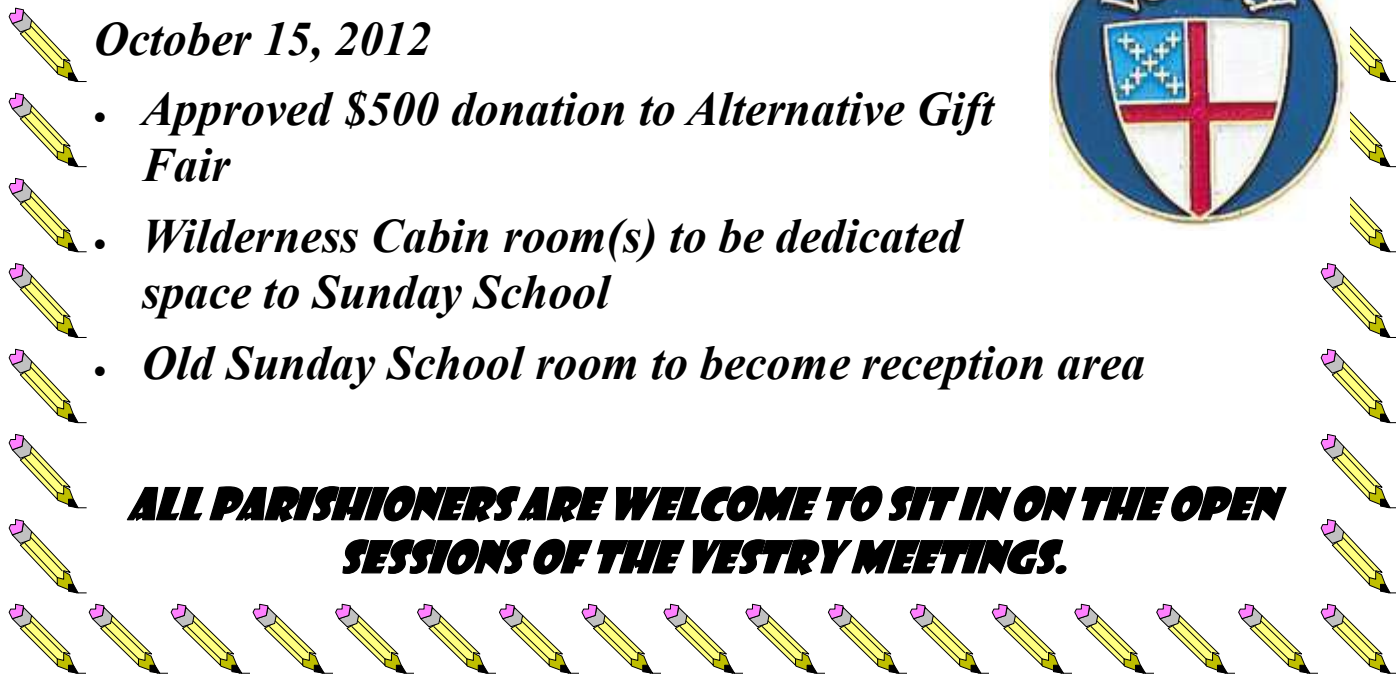 October 15, 2012
• Approved $500 donation to Alternative Gift
Fair
• Wilderness Cabin room(s) to be dedicated
space to Sunday School
• Old Sunday School room to become reception area
ALL PARISHIONERS ARE WELCOME TO SIT IN ON THE OPEN
SESSIONS OF THE VESTRY MEETINGS.